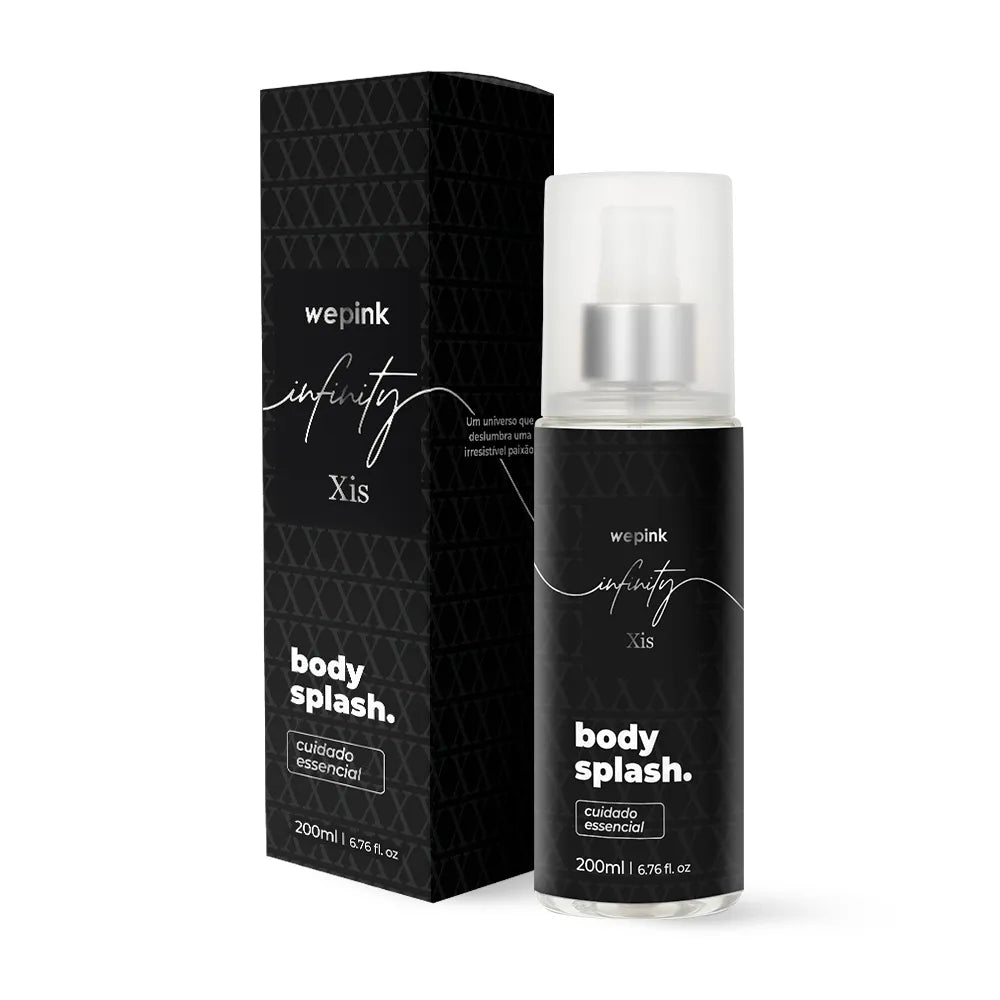 wepink
infinity
Xis
body
splash.
cuidado
essencial
200ml | 6.76 fl. oz
Um universo que
deslumbra uma
irresistível paixão
wepink
infinity
Xis
body
splash.
cuidado
essencial
200ml | 6.76 fl. oz